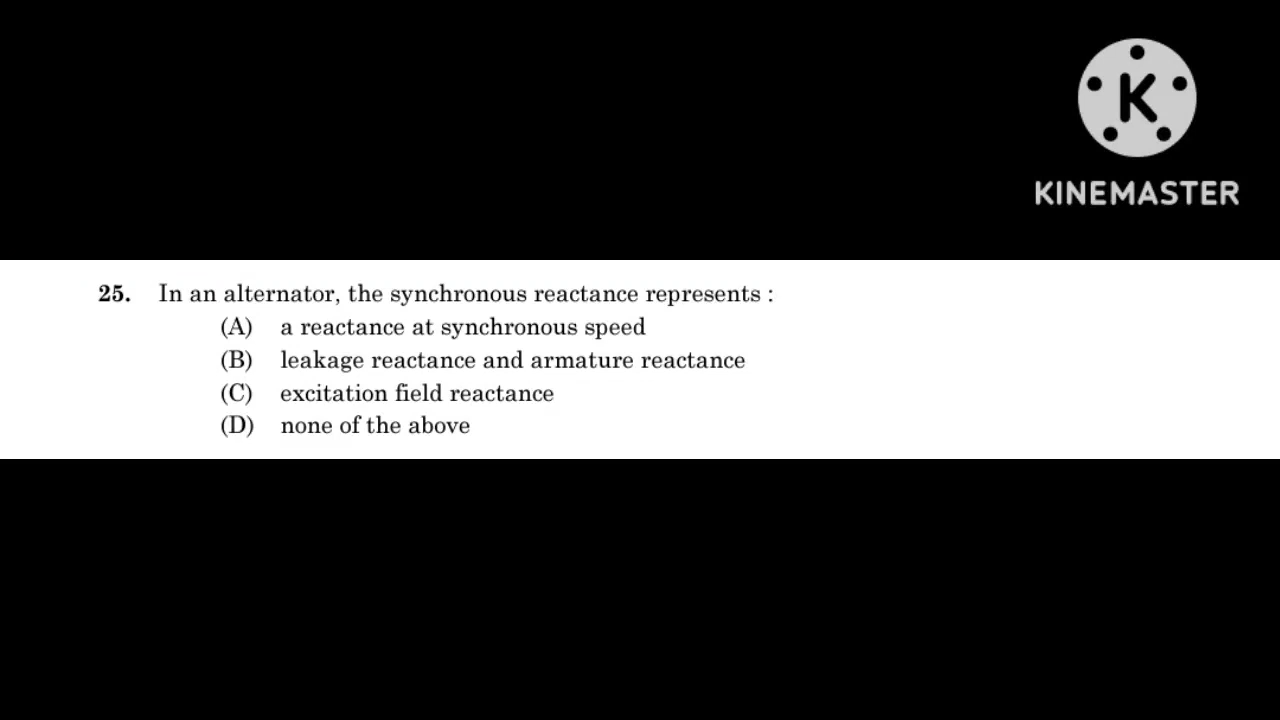 K
KINEMASTER
25. In an alternator, the synchronous reactance represents :
(A) a reactance at synchronous speed
(B) leakage reactance and armature reactance
(C) excitation field reactance
(D) none of the above